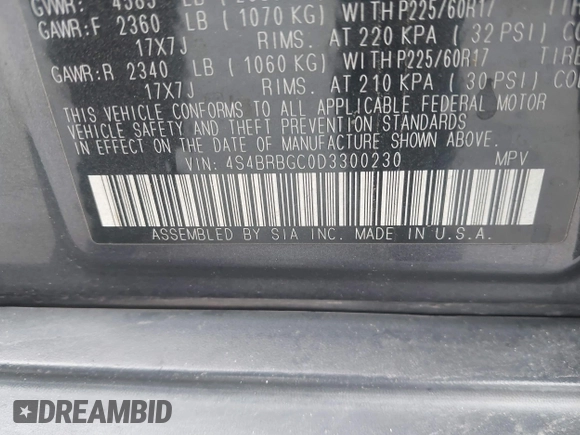 GVWR: 4585 LB
GAWR:F 2360 LB (1070 KG) WITH P225/60R17
17X7J RIMS. AT 220 KPA (32 PSI)
GAWR:R 2340 LB (1060 KG) WITH P225/60R17 TIRE
17X7J RIMS. AT 210 KPA (30 PSI)
THIS VEHICLE CONFORMS TO ALL APPLICABLE FEDERAL MOTOR
VEHICLE SAFETY AND THEFT PREVENTION STANDARDS
IN EFFECT ON THE DATE OF MANUFACTURE SHOWN ABOVE.
VIN: 4S4BRBGC0D3300230 MPV
ASSEMBLED BY SIA INC. MADE IN U.S.A.
DREAMBID